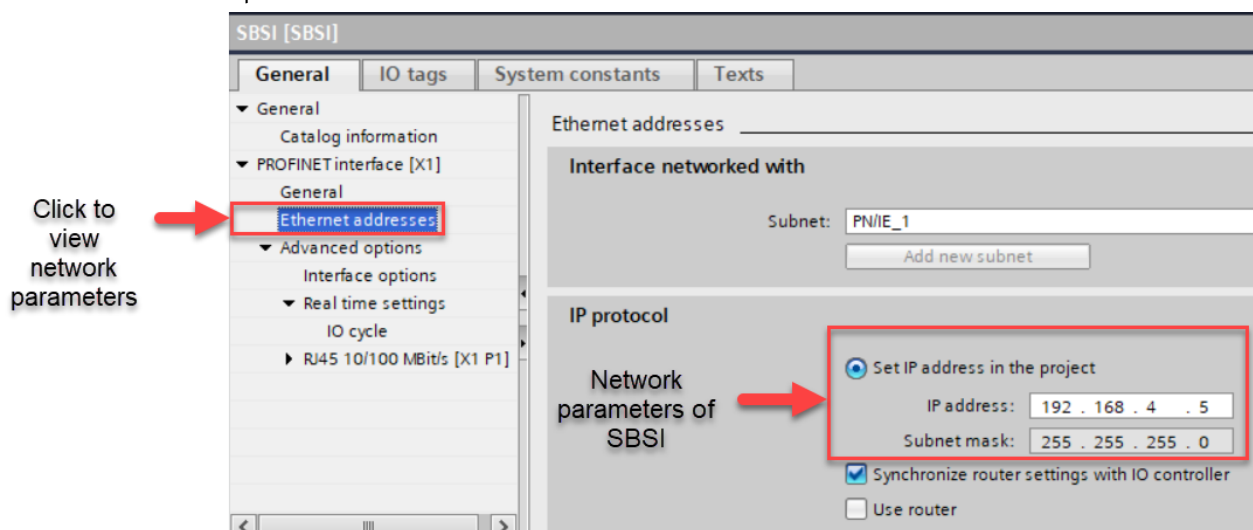 SBSI [SBSI]
General IO tags System constants Texts
General
Catalog information
PROFINET interface [X1]
General
Ethernet addresses
Advanced options
Interface options
Real time settings
IO cycle
RJ45 10/100 MBit/s [X1 P1]
Click to
view
network
parameters
Ethernet addresses
Interface networked with
Subnet: PN/IE_1
Add new subnet
IP protocol
Set IP address in the project
IP address: 192 . 168 . 4 . 5
Subnet mask: 255 . 255 . 255 . 0
Synchronize router settings with IO controller
Use router
Network
parameters of
SBSI